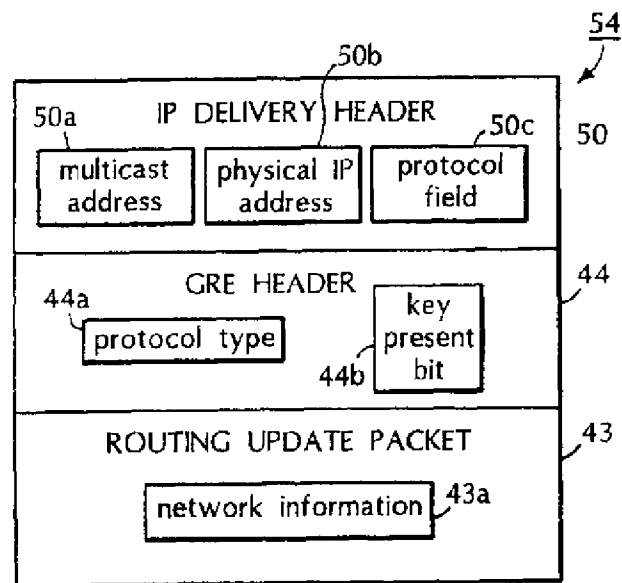 54
50b
IP DELIVERY HEADER
50a
50c
50
multicast
address
physical IP
address
protocol
field
GRE HEADER
44
44a
protocol type
key
present
bit
44b
ROUTING UPDATE PACKET
43
network information
43a